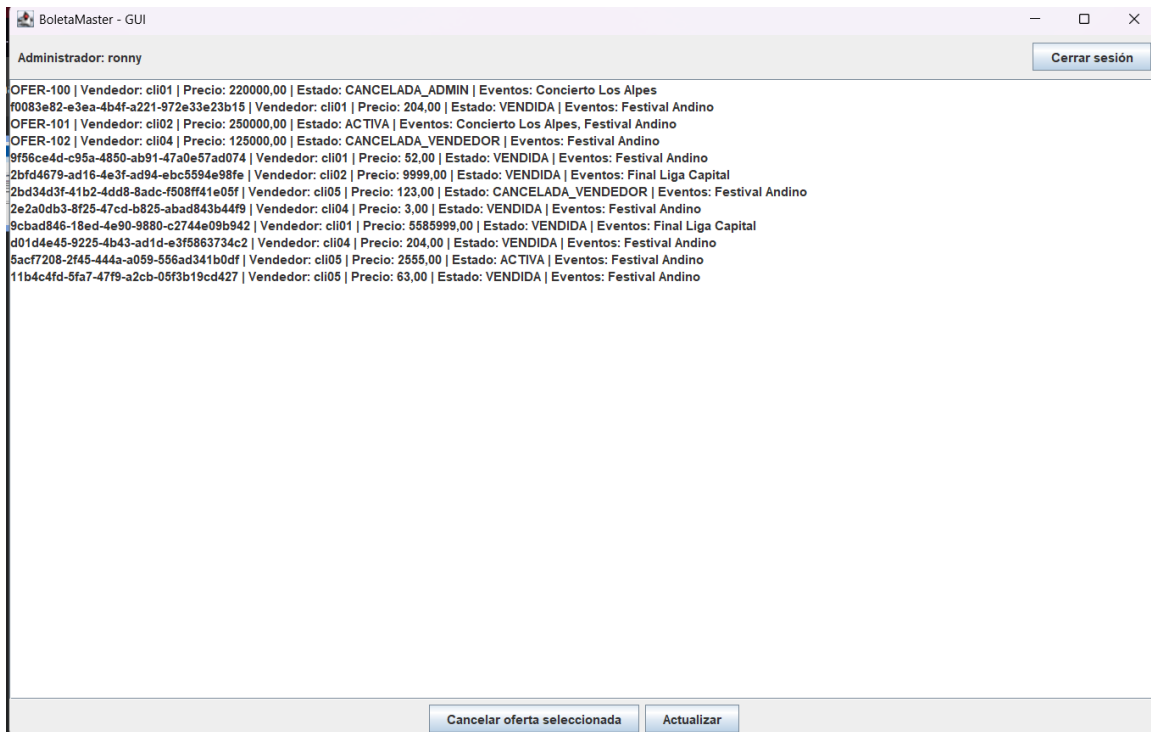 BoletaMaster - GUI
Administrador: ronny
Cerrar sesión
OFER-100 | Vendedor: cli01 | Precio: 220000,00 | Estado: CANCELADA_ADMIN | Eventos: Concierto Los Alpes
f0083e82-e3ea-4b4f-a221-972e33e23b15 | Vendedor: cli01 | Precio: 204,00 | Estado: VENDIDA | Eventos: Festival Andino
OFER-101 | Vendedor: cli02 | Precio: 250000,00 | Estado: ACTIVA | Eventos: Concierto Los Alpes, Festival Andino
OFER-102 | Vendedor: cli04 | Precio: 125000,00 | Estado: CANCELADA_VENDEDOR | Eventos: Festival Andino
9f56ce4d-c95a-4850-ab91-47a0e57ad074 | Vendedor: cli01 | Precio: 52,00 | Estado: VENDIDA | Eventos: Festival Andino
2bfd4679-ad16-4e3f-ad94-ebc5594e98fe | Vendedor: cli02 | Precio: 9999,00 | Estado: VENDIDA | Eventos: Final Liga Capital
2bd34d3f-41b2-4dd8-8adc-f508ff41e05f | Vendedor: cli05 | Precio: 123,00 | Estado: CANCELADA_VENDEDOR | Eventos: Festival Andino
2e2a0db3-8f25-47cd-b825-abad843b44f9 | Vendedor: cli04 | Precio: 3,00 | Estado: VENDIDA | Eventos: Festival Andino
9cbad846-18ed-4e90-9880-c2744e09b942 | Vendedor: cli01 | Precio: 5585999,00 | Estado: VENDIDA | Eventos: Final Liga Capital
d01d4e45-9225-4b43-ad1d-e3f5863734c2 | Vendedor: cli04 | Precio: 204,00 | Estado: VENDIDA | Eventos: Festival Andino
5acf7208-2f45-444a-a059-556ad341b0df | Vendedor: cli05 | Precio: 2555,00 | Estado: ACTIVA | Eventos: Festival Andino
11b4c4fd-5fa7-47f9-a2cb-05f3b19cd427 | Vendedor: cli05 | Precio: 63,00 | Estado: VENDIDA | Eventos: Festival Andino
Cancelar oferta seleccionada
Actualizar